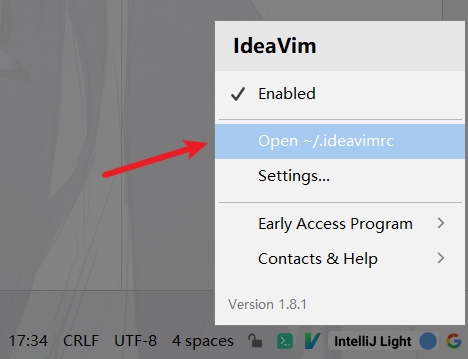 IdeaVim
Enabled
Open ~/.ideavimrc
Settings...
Early Access Program
Contacts & Help
Version 1.8.1
17:34 CRLF UTF-8 4 spaces IntelliJ Light